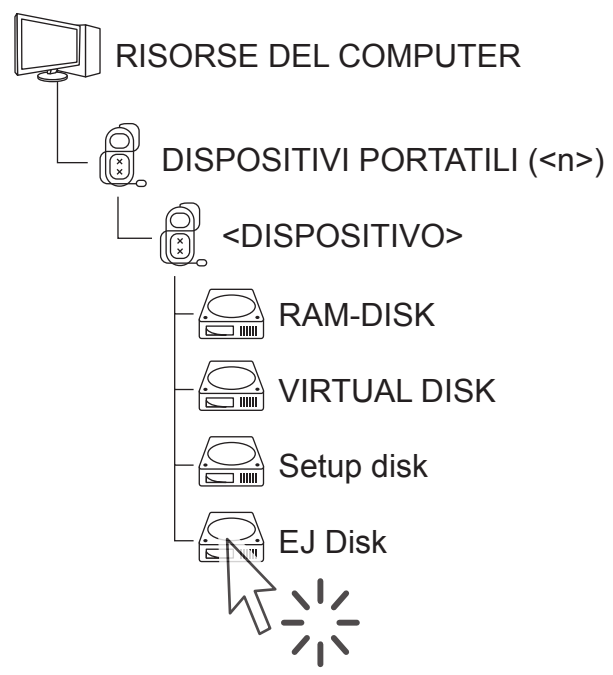 RISORSE DEL COMPUTER
DISPOSITIVI PORTATILI (<n>)
<DISPOSITIVO>
RAM-DISK
VIRTUAL DISK
Setup disk
EJ Disk